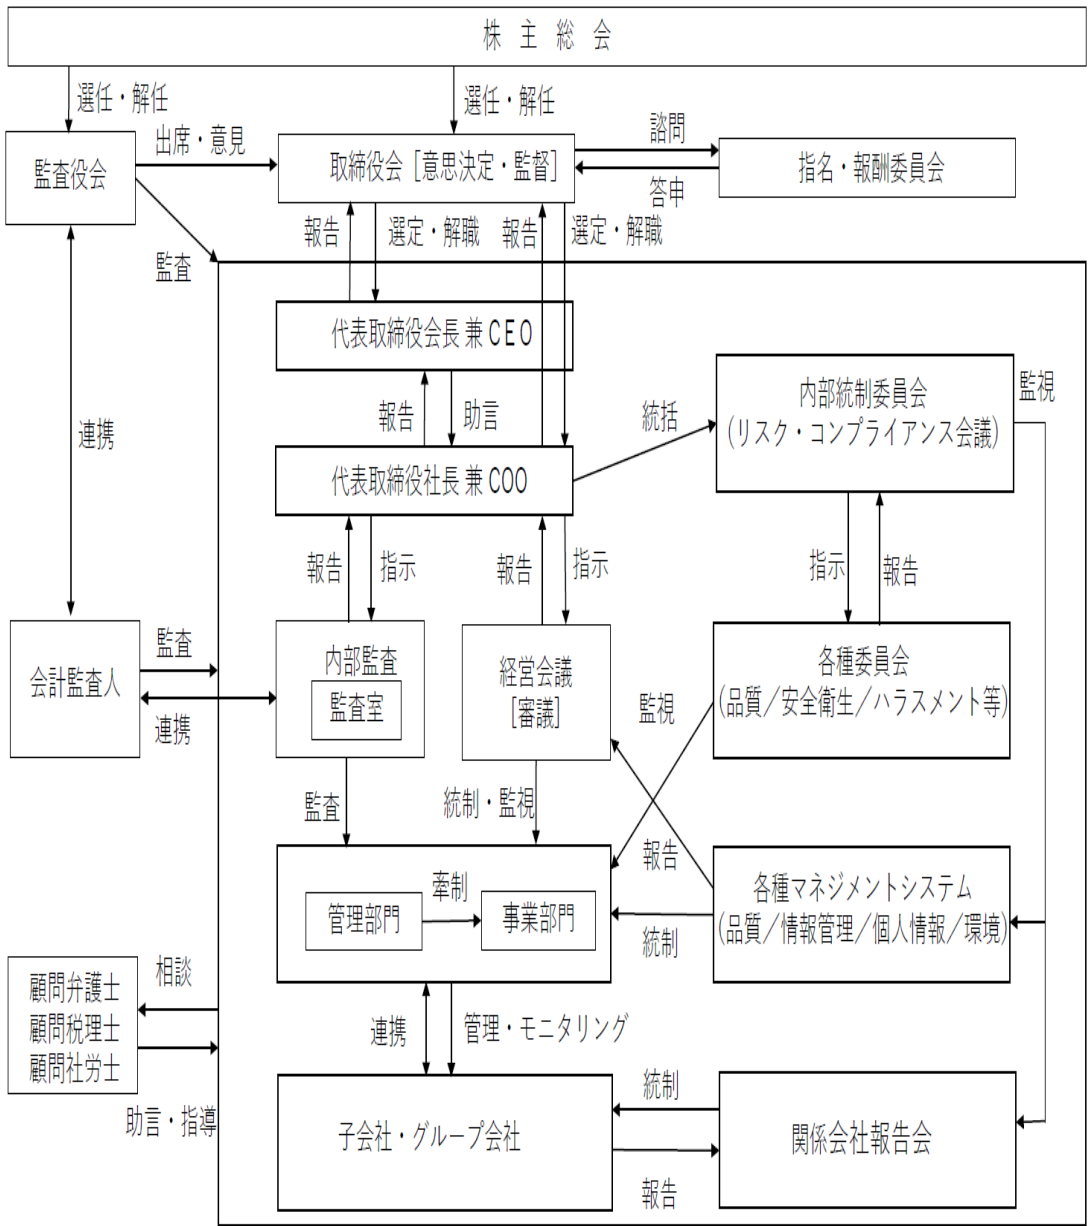 株主総会
選任・解任
選任・解任
監査役会
出席・意見
取締役会［意思決定・監督］
諮問
答申
指名・報酬委員会
監査
報告
選定・解職
報告
選定・解職
代表取締役会長 兼 CEO
報告
助言
統括
内部統制委員会
(リスク・コンプライアンス会議)
監視
連携
代表取締役社長 兼 COO
報告
指示
報告
指示
指示
報告
会計監査人
監査
連携
内部監査
監査室
経営会議
［審議］
各種委員会
(品質／安全衛生／ハラスメント等)
監視
監査
統制・監視
報告
管理部門
牽制
事業部門
統制
各種マネジメントシステム
(品質／情報管理／個人情報／環境)
顧問弁護士
顧問税理士
顧問社労士
相談
助言・指導
連携
管理・モニタリング
子会社・グループ会社
統制
報告
関係会社報告会